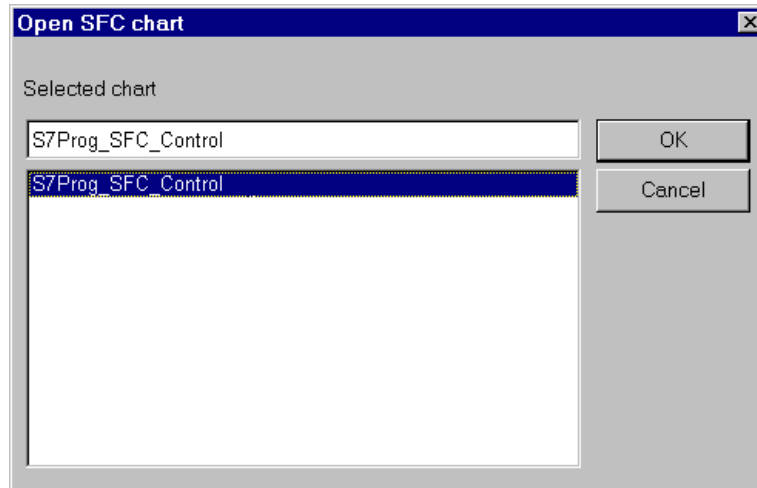 Open SFC chart
Selected chart
S7Prog_SFC_Control
OK
S7Prog_SFC_Control
Cancel